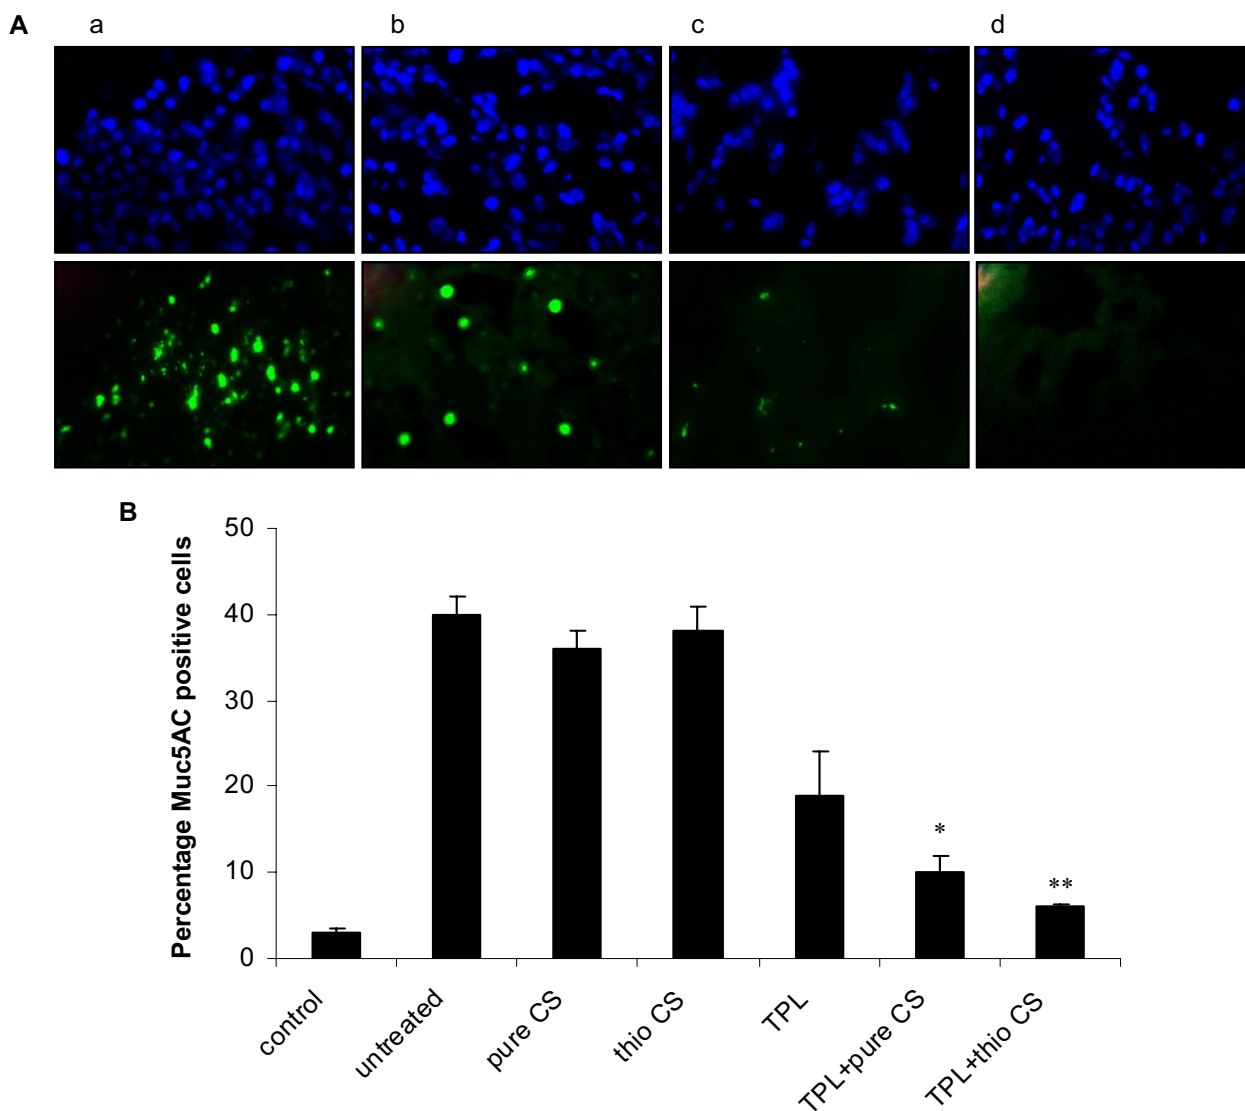 A a b c d
B
Percentage Muc5AC positive cells
50
40
30
20
10
0
*
**
control
untreated
pure CS
thio CS
TPL
TPL+pure CS
TPL+thio CS